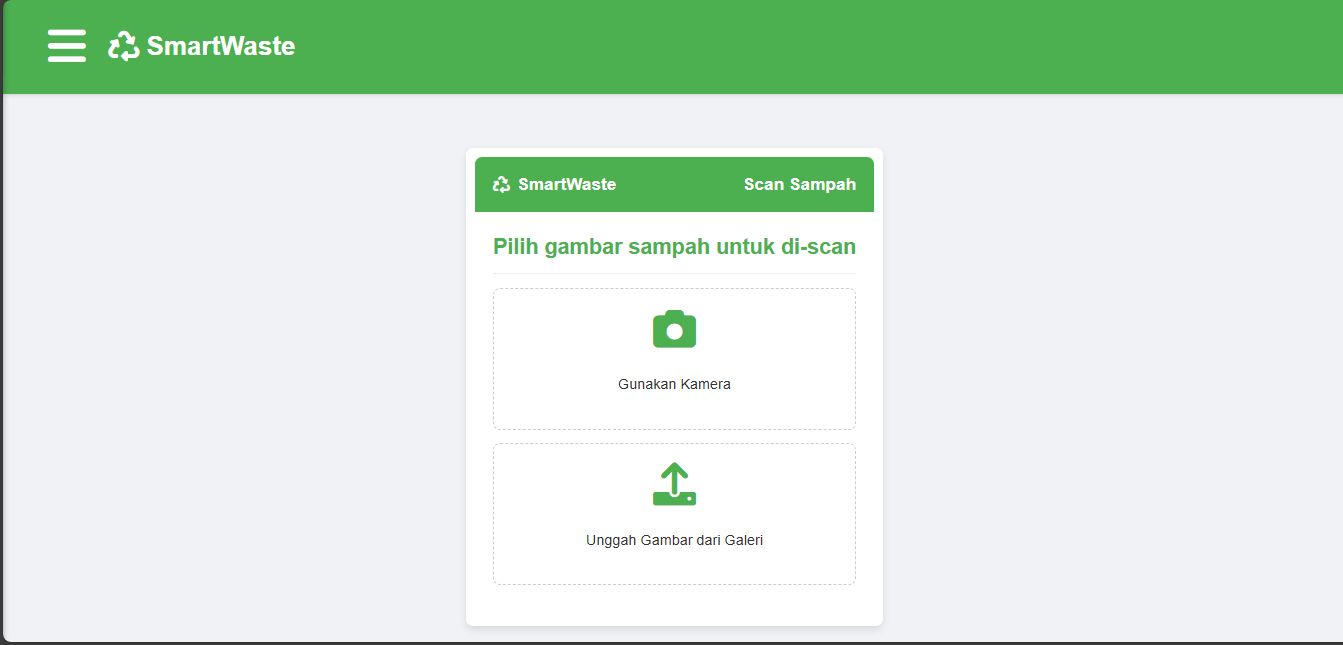 SmartWaste
SmartWaste Scan Sampah
Pilih gambar sampah untuk di-scan
Gunakan Kamera
Unggah Gambar dari Galeri